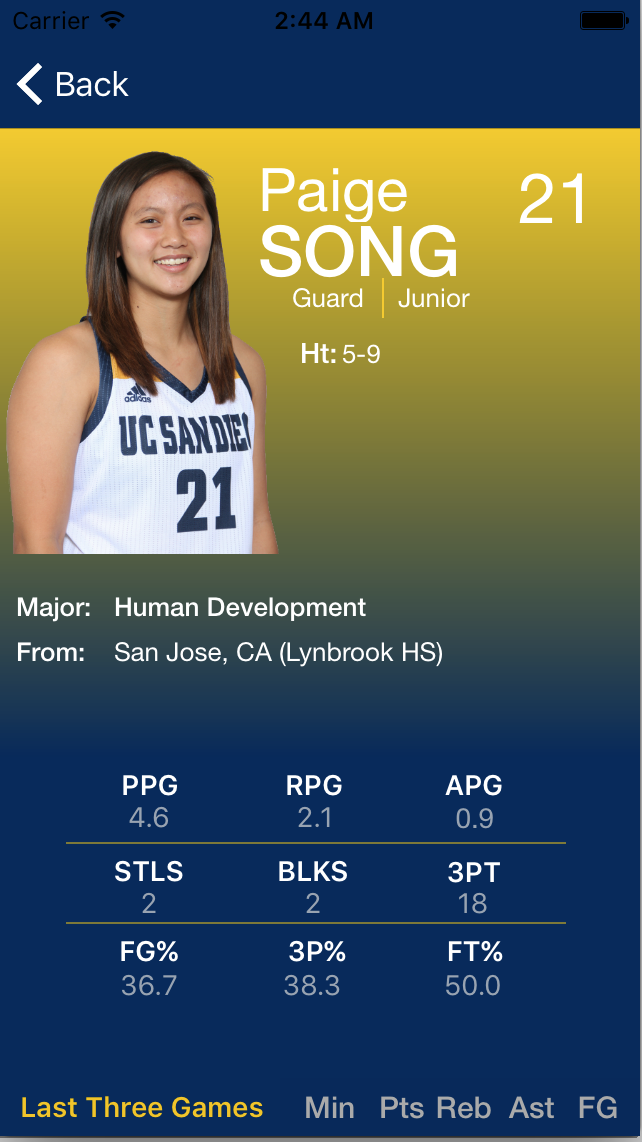 Carrier 2:44 AM
Back
Paige 21
SONG
Guard Junior
Ht: 5-9
adidas
UC SAN DIEG
21
Major: Human Development
From: San Jose, CA (Lynbrook HS)
PPG RPG APG
4.6 2.1 0.9
STLS BLKS 3PT
2 2 18
FG% 3P% FT%
36.7 38.3 50.0
Last Three Games Min Pts Reb Ast FG